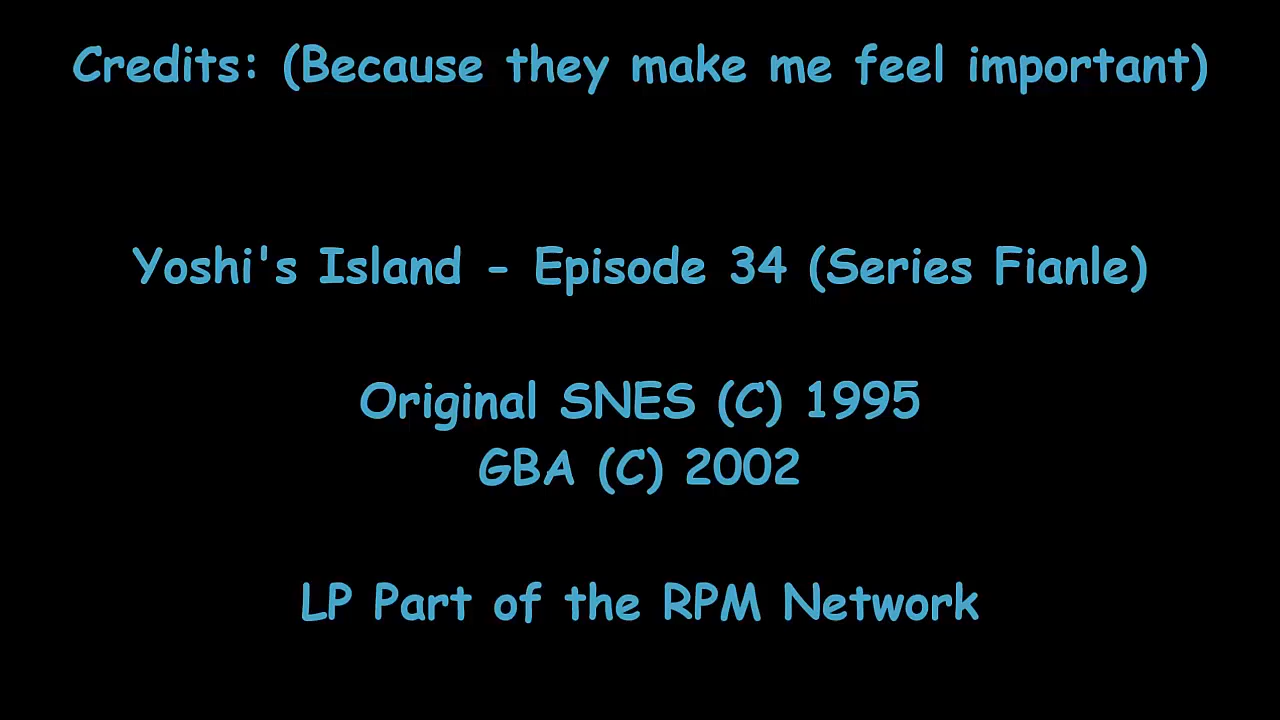 Credits: (Because they make me feel important)
Yoshi's Island - Episode 34 (Series Fianle)
Original SNES (C) 1995
GBA (C) 2002
LP Part of the RPM Network